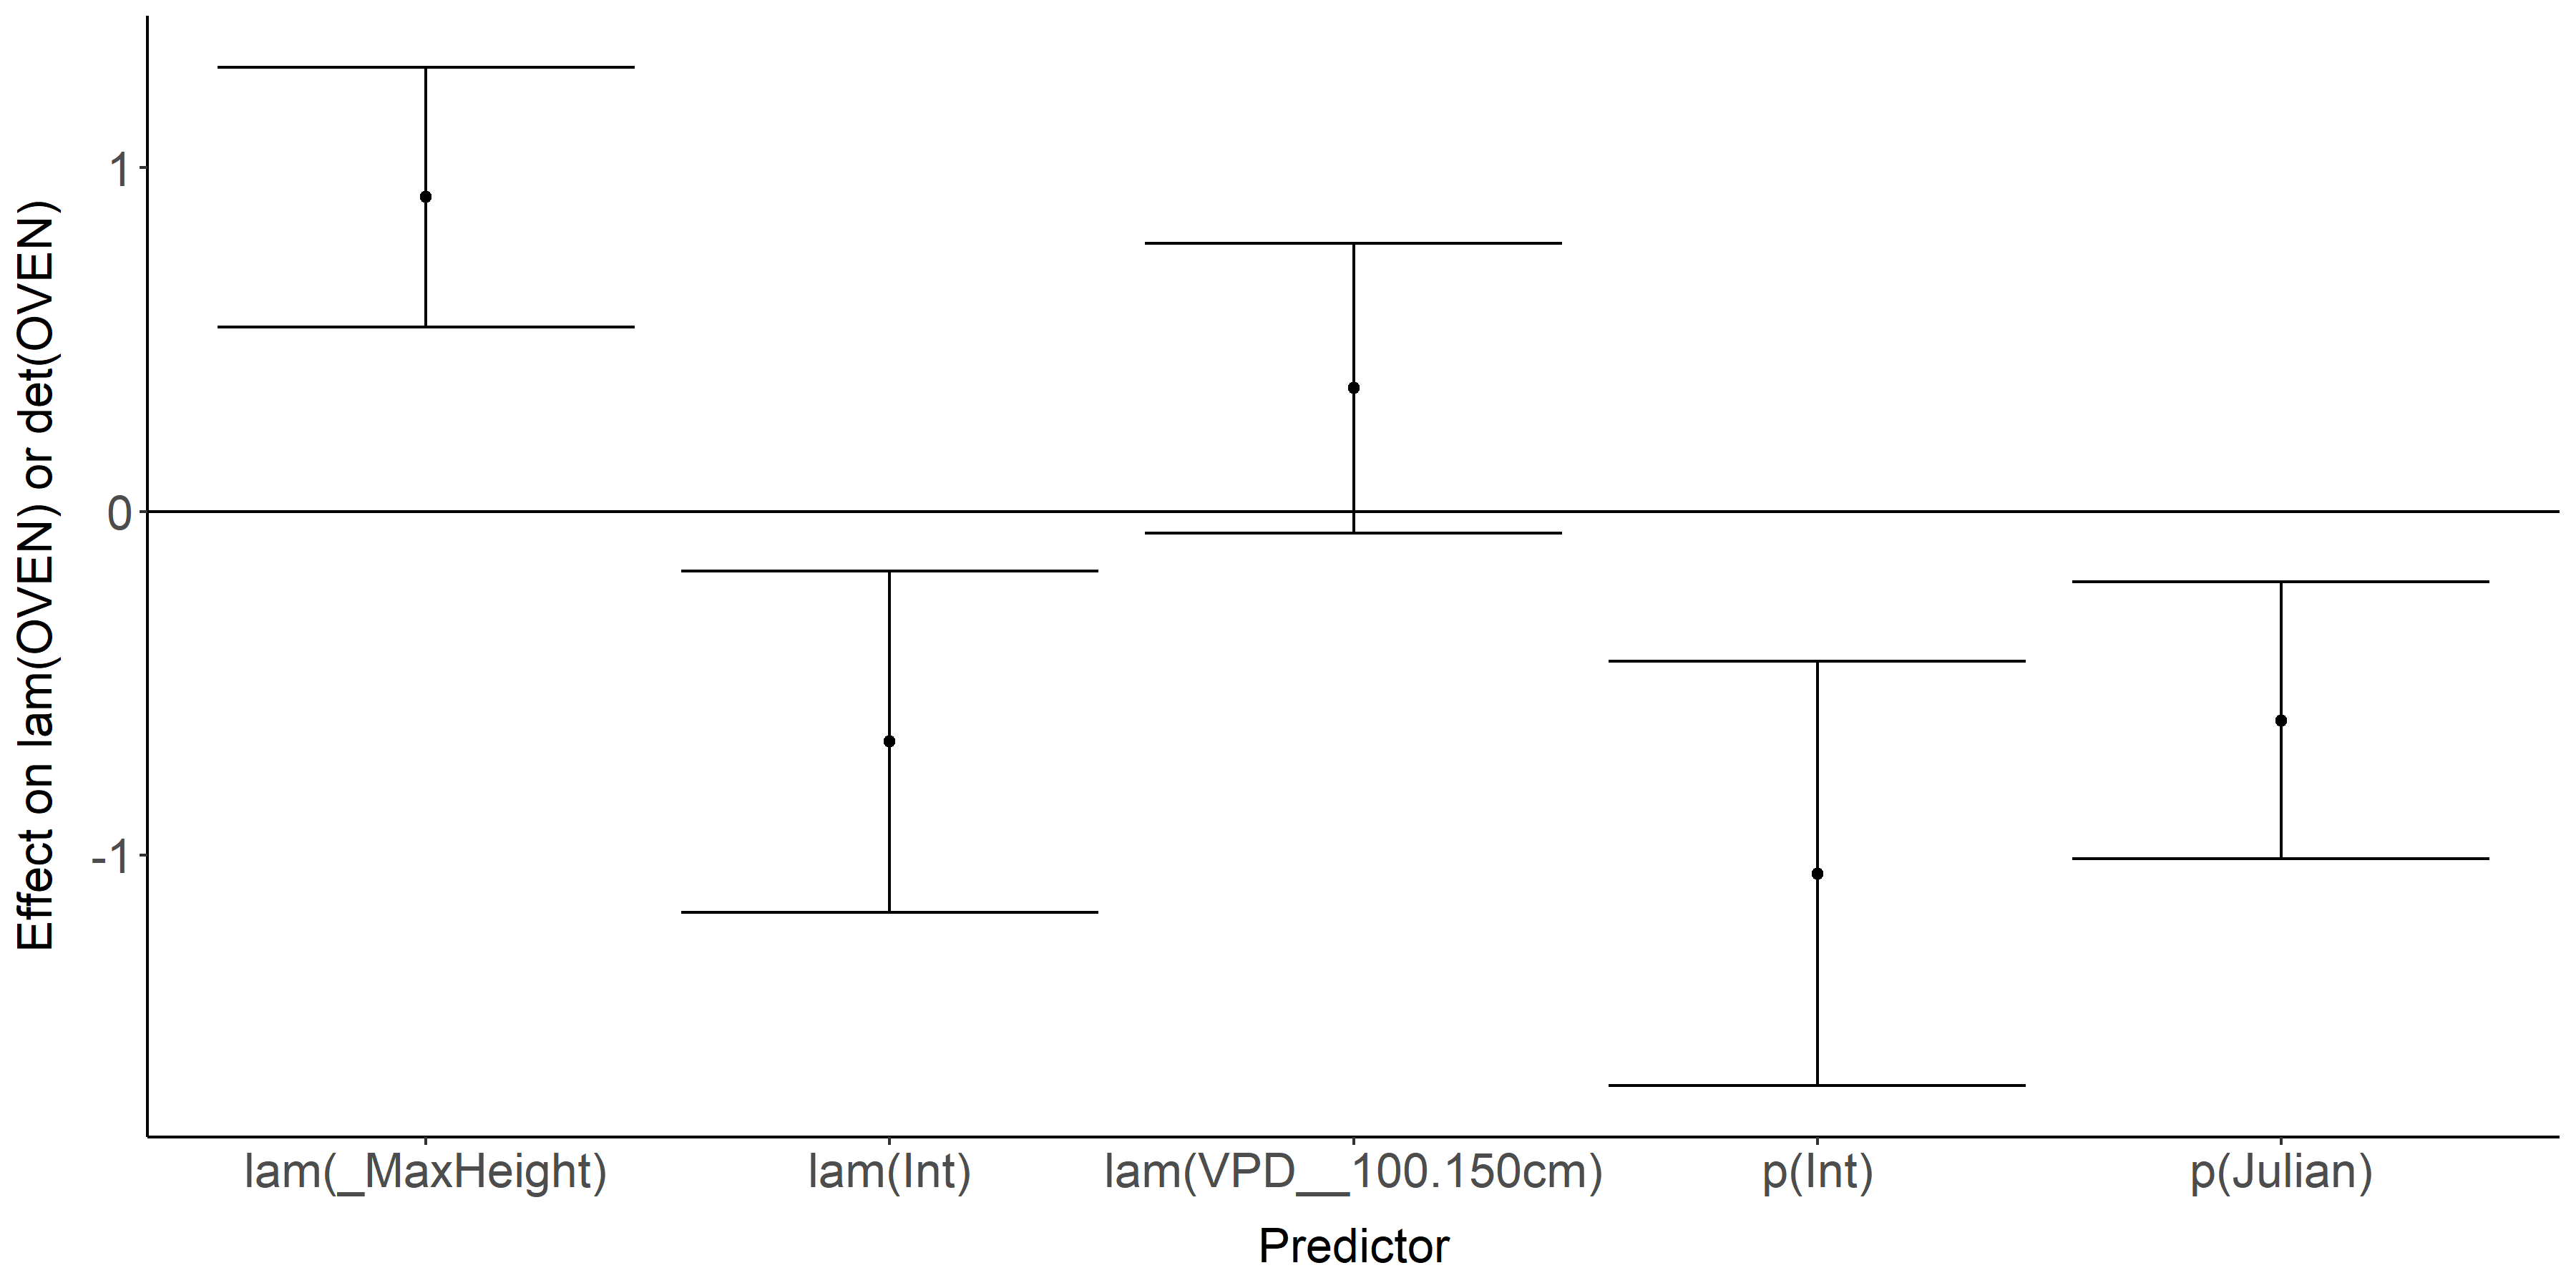 Effect on lam(OVEN) or det(OVEN)
1
0
-1
lam(_MaxHeight) lam(Int) lam(VPD__100.150cm) p(Int) p(Julian)
Predictor